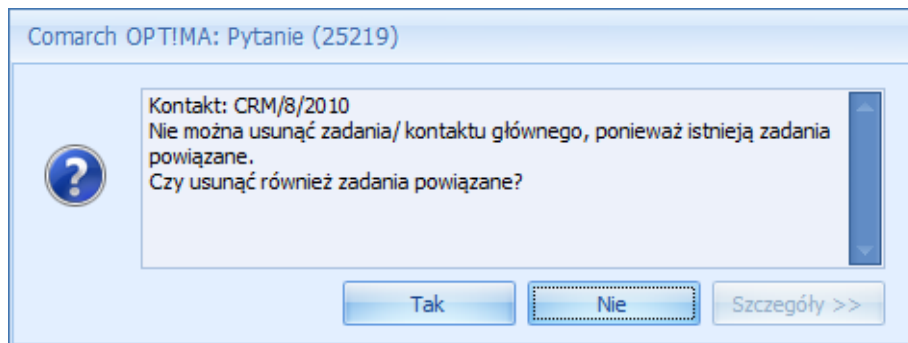 Comarch OPT!MA: Pytanie (25219)
Kontakt: CRM/8/2010
Nie można usunąć zadania/ kontaktu głównego, ponieważ istnieją zadania
powiązane.
Czy usunąć również zadania powiązane?
Tak
Nie
Szczegóły >>